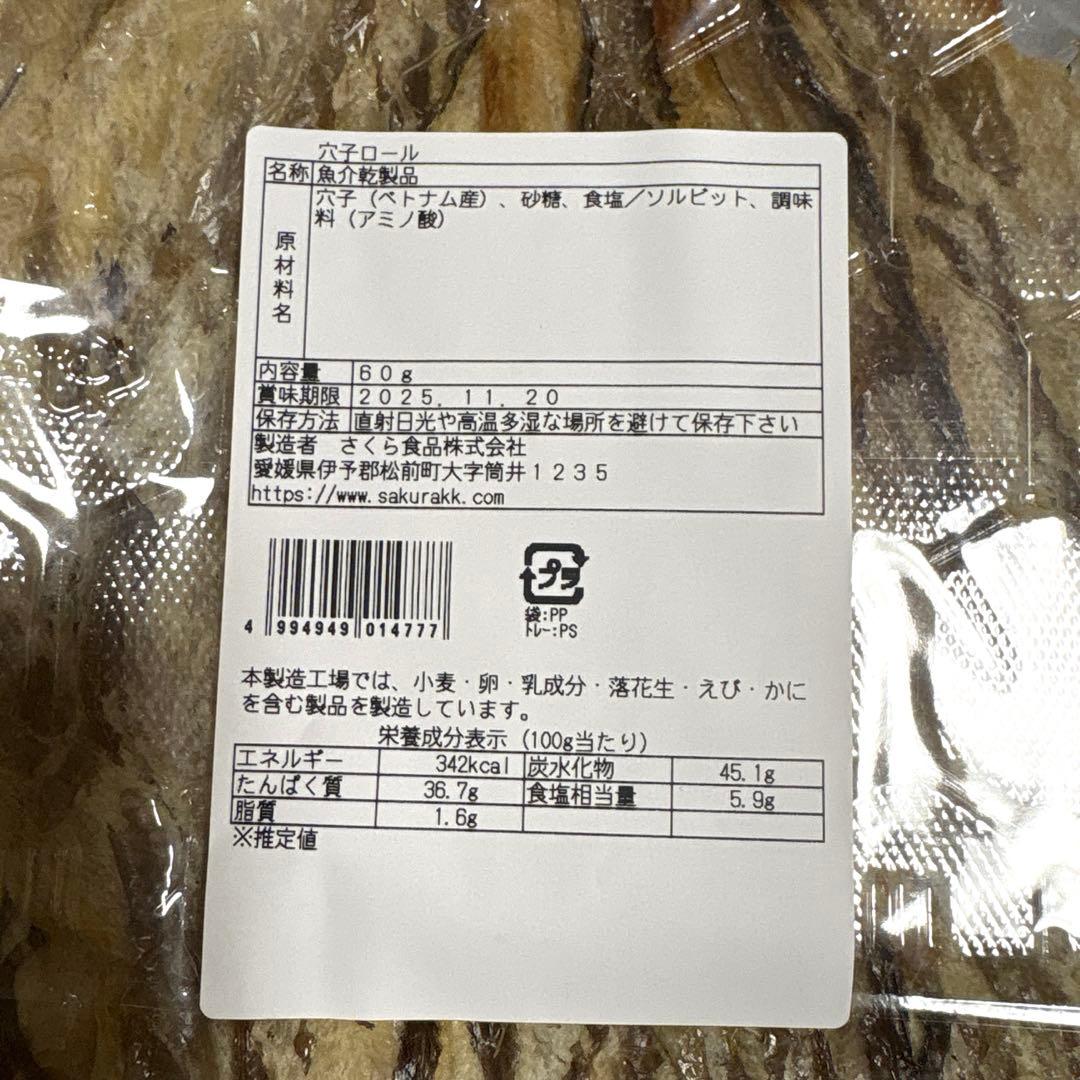 穴子ロール
名称 魚介乾製品
原材料名 穴子（ベトナム産）、砂糖、食塩／ソルビット、調味
料（アミノ酸）
内容量 60g
賞味期限 2025. 11. 20
保存方法 直射日光や高温多湿な場所を避けて保存下さい
製造者 さくら食品株式会社
愛媛県伊予郡松前町大字筒井1235
https://www.sakurakk.com
プラ
袋:PP
トレー:PS
4 994949 014777
本製造工場では、小麦・卵・乳成分・落花生・えび・かに
を含む製品を製造しています。
栄養成分表示（100g当たり）
エネルギー 342kcal 炭水化物 45.1g
たんぱく質 36.7g 食塩相当量 5.9g
脂質 1.6g
※推定値